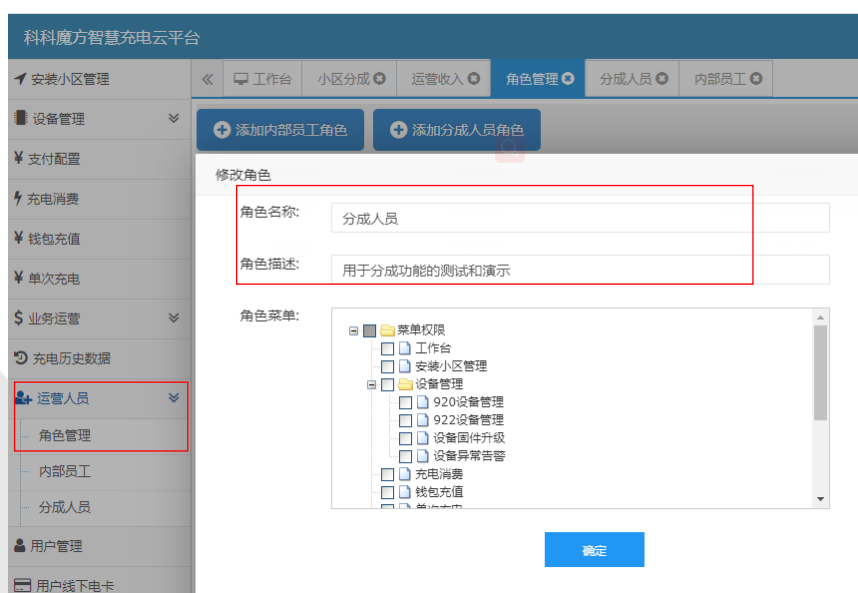 科科魔方智慧充电云平台
安装小区管理
设备管理
支付配置
充电消费
钱包充值
单次充电
业务运营
充电历史数据
运营人员
角色管理
内部员工
分成人员
用户管理
用户线下电卡
工作台 小区分成 运营收入 角色管理 分成人员 内部员工
添加内部员工角色 添加分成人员角色
修改角色
角色名称: 分成人员
角色描述: 用于分成功能的测试和演示
角色菜单:
菜单权限
工作台
安装小区管理
设备管理
920设备管理
922设备管理
设备固件升级
设备异常告警
充电消费
钱包充值
确定